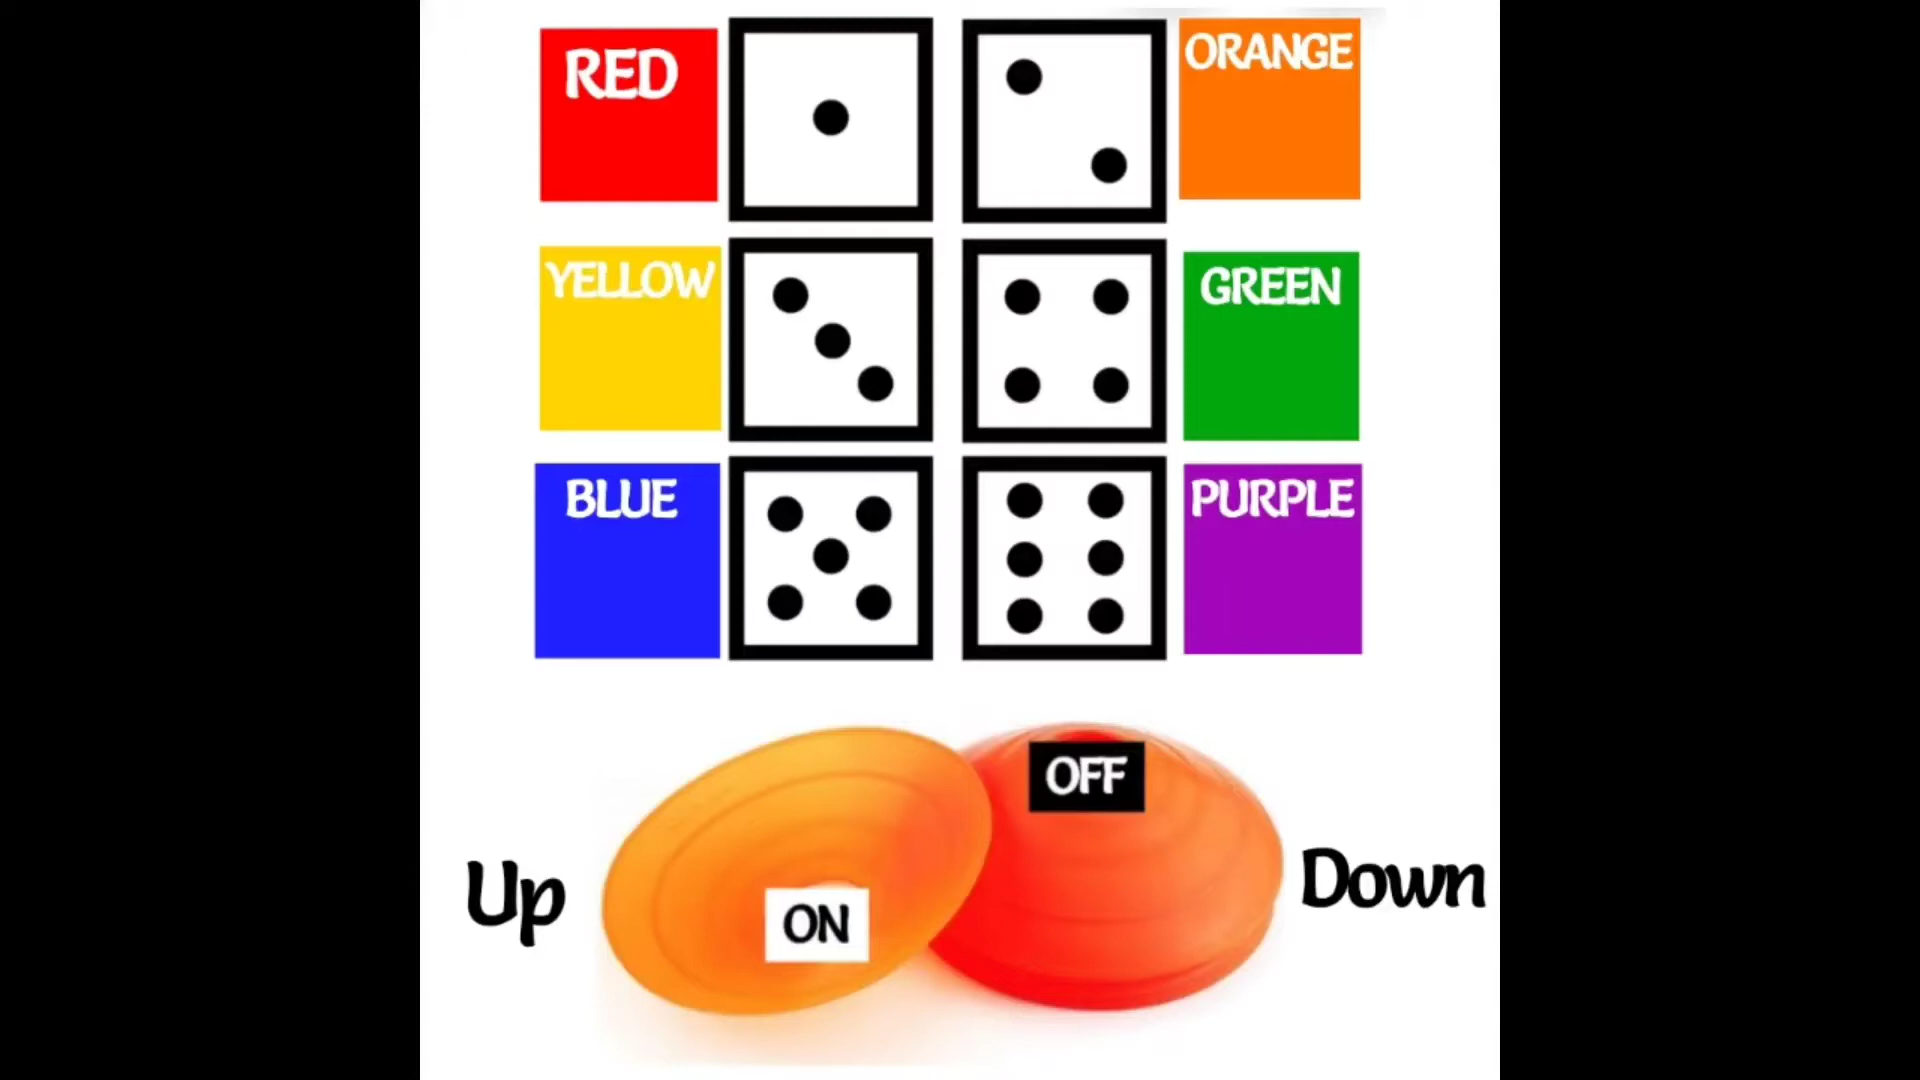 RED
ORANGE
YELLOW
GREEN
BLUE
PURPLE
OFF
Up
ON
Down